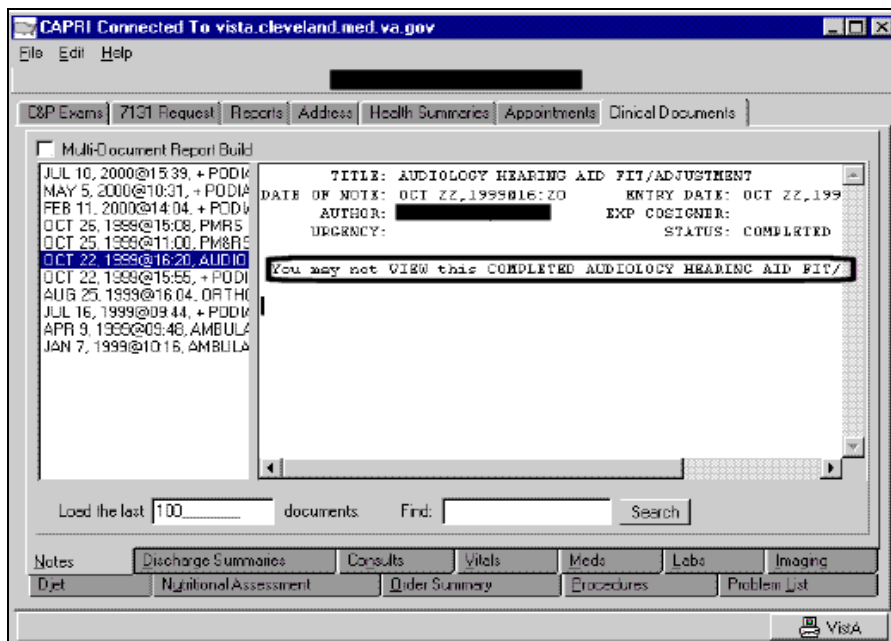 CAPRI Connected To vista.cleveland.med.va.gov
File Edit Help
C&P Exams 7131 Request Reports Address Health Summaries Appointments Clinical Documents
Multi-Document Report Build
JUL 10, 2000@15:39, + PODIA
MAY 5, 2000@10:31, + PODIA
FEB 11, 2000@14:04, + PODIA
OCT 26, 1999@15:08, PMRS
OCT 25, 1999@11:00, PM&RS
OCT 22, 1999@16:20, AUDIO
OCT 22, 1999@15:55, + PODI
AUG 25, 1999@16:04, ORTHO
JUL 16, 1999@09:44, + PODIA
APR 9, 1999@09:48, AMBULA
JAN 7, 1999@10:16, AMBULA
TITLE: AUDIOLOGY HEARING AID FIT/ADJUSTMENT
DATE OF NOTE: OCT 22,1999@16:20 ENTRY DATE: OCT 22,199
AUTHOR: EXP COSIGNER:
URGENCY: STATUS: COMPLETED
You may not VIEW this COMPLETED AUDIOLOGY HEARING AID FIT/
Load the last 100 documents. Find: Search
Notes Discharge Summaries Consults Vitals Meds Labs Imaging
Diet Nutritional Assessment Order Summary Procedures Problem List
VistA